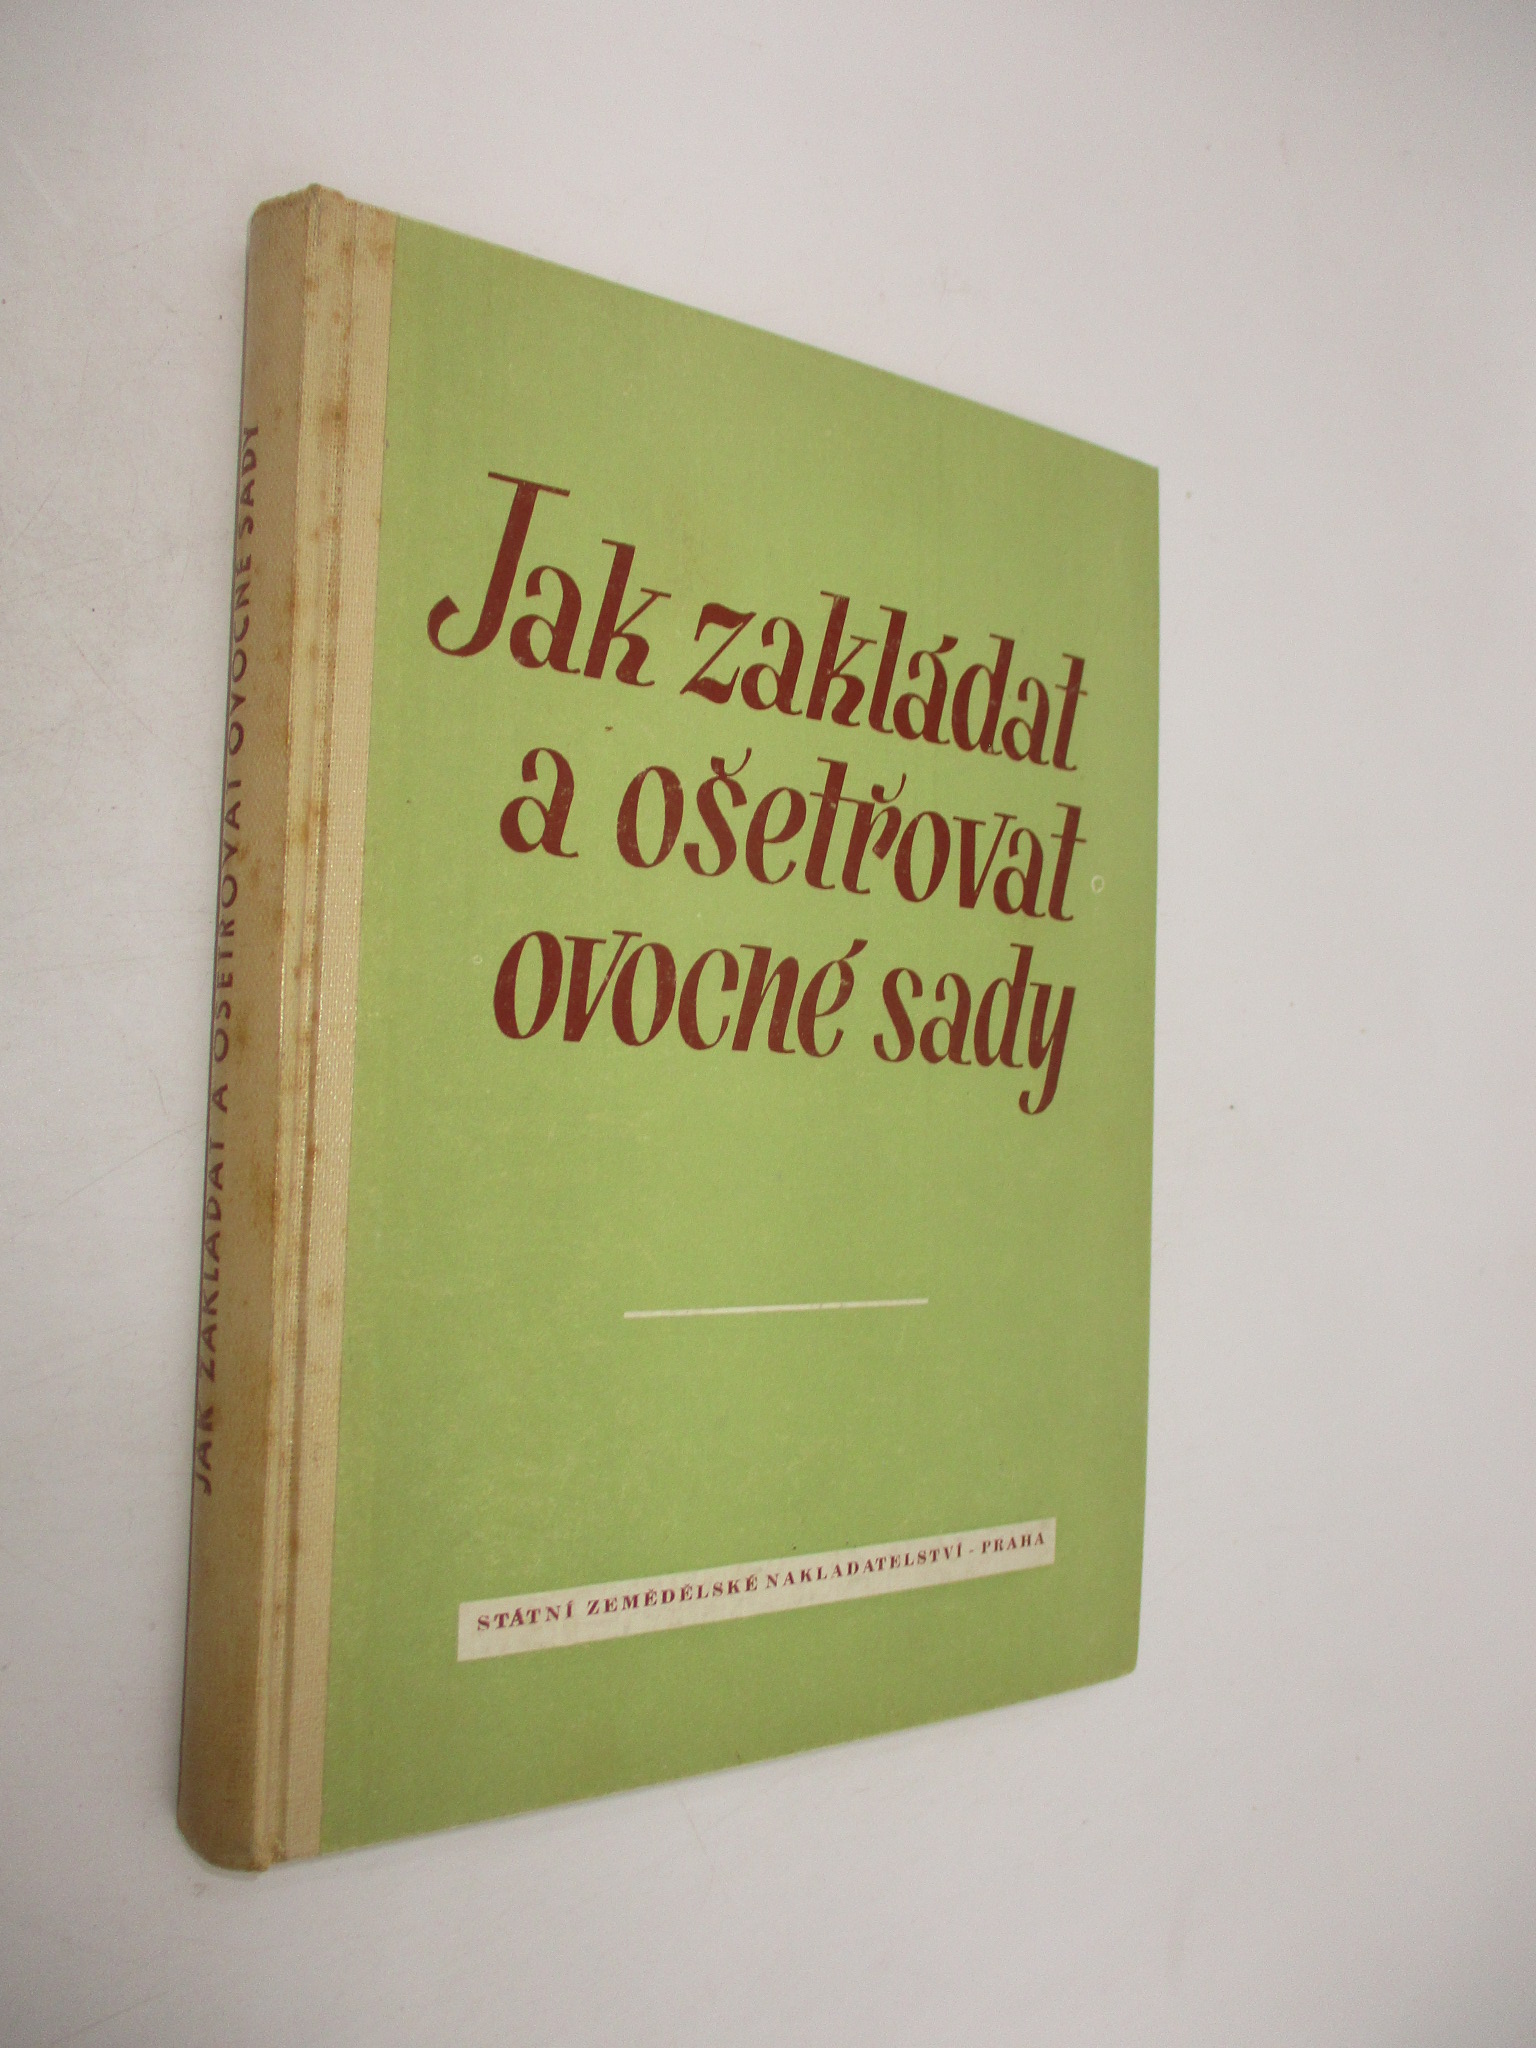 Jak zakládat
a ošetřovat
ovocné sady
STÁTNÍ ZEMĚDĚLSKÉ NAKLADATELSTVÍ - PRAHA
JAK ZAKLÁDAT A OŠETŘOVAT OVOCNÉ SADY